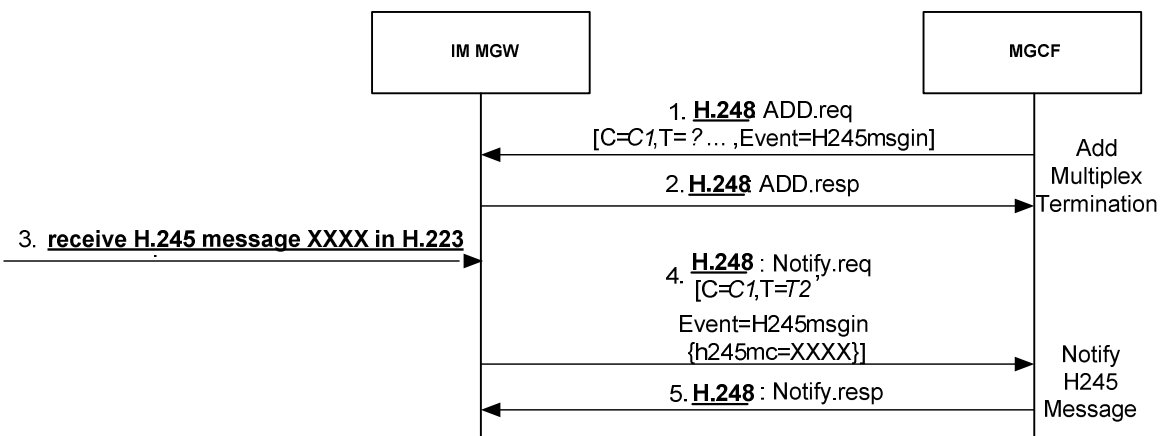 IM MGW
MGCF
1. H.248: ADD.req
[C=C1,T= ? ... ,Event=H245msgin]
Add
Multiplex
Termination
2. H.248: ADD.resp
3. receive H.245 message XXXX in H.223
4. H.248 : Notify.req
[C=C1,T=T2,
Event=H245msgin
{h245mc=XXXX}]
Notify
H245
Message
5. H.248 : Notify.resp